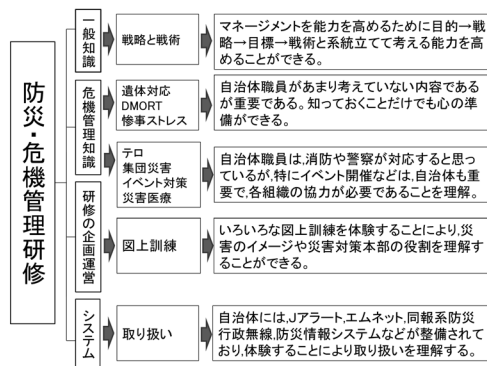 防災・危機管理研修
一般知識
戦略と戦術
マネージメントを能力を高めるために目的→戦
略→目標→戦術と系統立てて考える能力を高
めることができる。
危機管理知識
遺体対応
DMORT
惨事ストレス
自治体職員があまり考えていない内容である
が重要である。知っておくことだけでも心の準
備ができる。
テロ
集団災害
イベント対策
災害医療
自治体職員は,消防や警察が対応すると思っ
ているが,特にイベント開催などは,自治体も重
要で,各組織の協力が必要であることを理解。
研修の企画運営
図上訓練
いろいろな図上訓練を体験することにより,災
害のイメージや災害対策本部の役割を理解す
ることができる。
システム
取り扱い
自治体には,Jアラート,エムネット,同報系防災
行政無線,防災情報システムなどが整備されて
おり,体験することにより取り扱いを理解する。